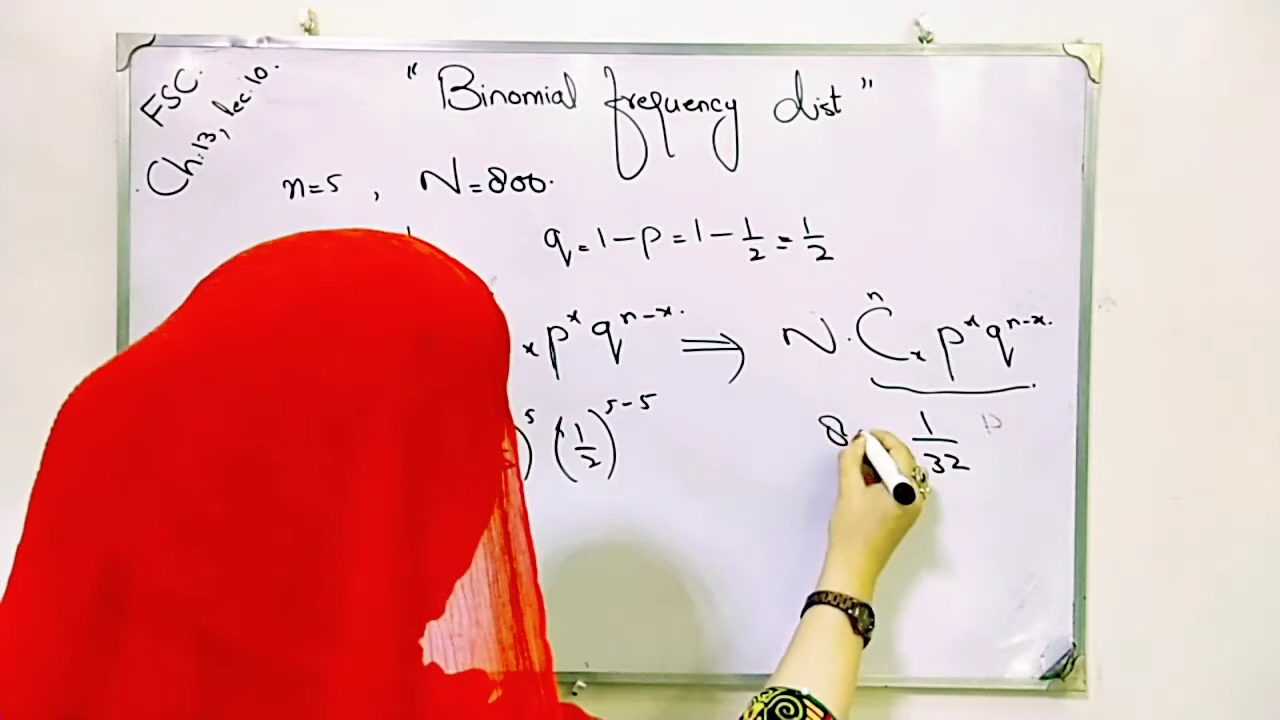 FSC.
Ch.13, lec.10.
"Binomial frequency dist"
n=5 , N=800.
q=1-p=1-1/2=1/2
x p^x q^(n-x). ⟹ N. ⁿCx p^x q^(n-x).
)^5 (1/2)^(5-5) 8 1/32